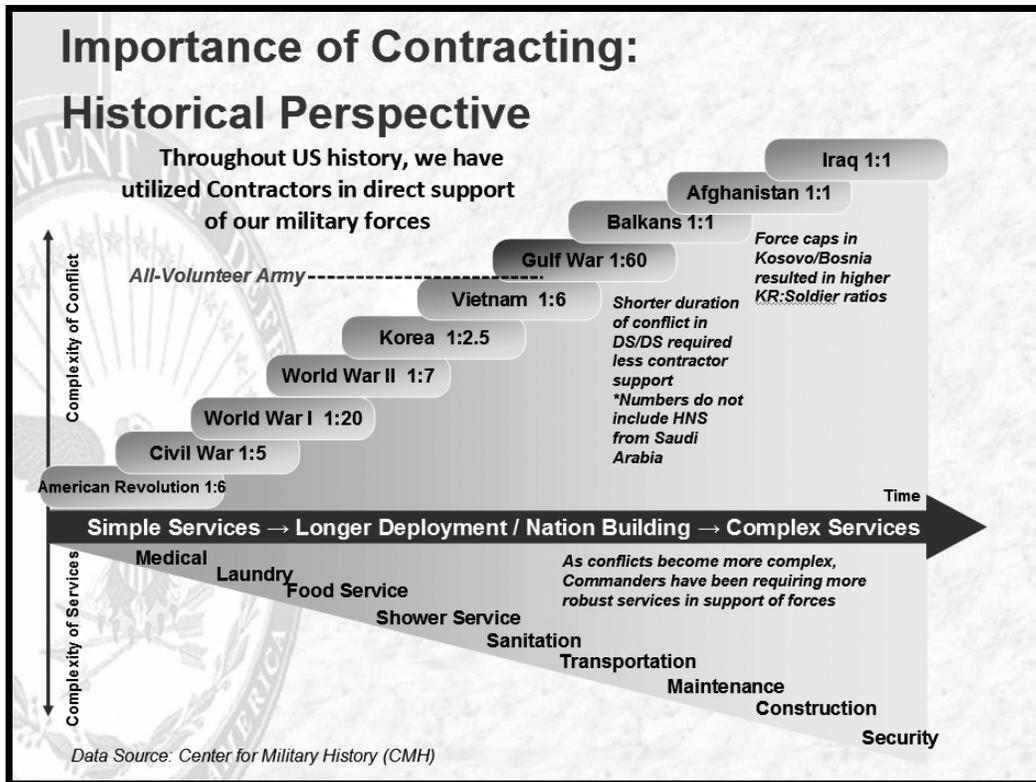 Importance of Contracting:
Historical Perspective
Throughout US history, we have
utilized Contractors in direct support
of our military forces
Iraq 1:1
Afghanistan 1:1
Balkans 1:1
Gulf War 1:60
All-Volunteer Army
Vietnam 1:6
Korea 1:2.5
World War II 1:7
World War I 1:20
Civil War 1:5
American Revolution 1:6
Force caps in
Kosovo/Bosnia
resulted in higher
KR:Soldier ratios
Shorter duration
of conflict in
DS/DS required
less contractor
support
*Numbers do not
include HNS
from Saudi
Arabia
Complexity of Conflict
Time
Simple Services → Longer Deployment / Nation Building → Complex Services
Complexity of Services
Medical
Laundry
Food Service
Shower Service
Sanitation
Transportation
Maintenance
Construction
Security
As conflicts become more complex,
Commanders have been requiring more
robust services in support of forces
Data Source: Center for Military History (CMH)